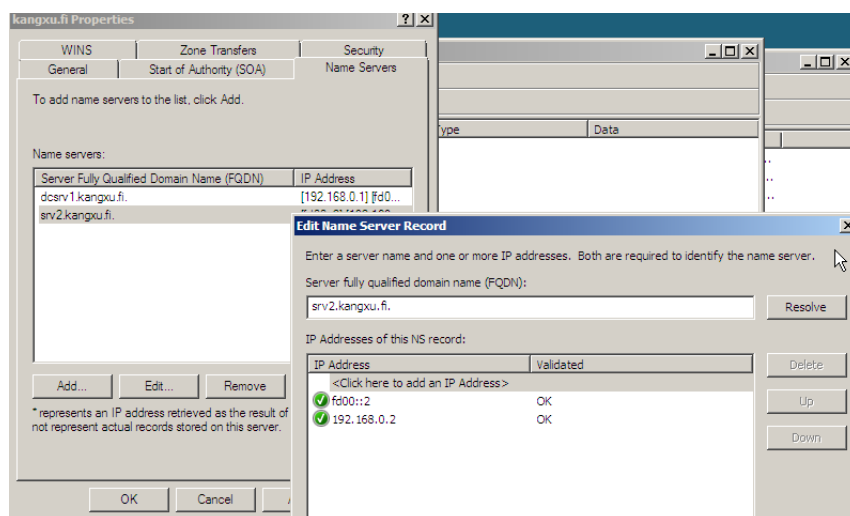 kangxu.fi Properties
?
WINS
Zone Transfers
Security
General
Start of Authority (SOA)
Name Servers
To add name servers to the list, click Add.
Name servers:
Server Fully Qualified Domain Name (FQDN)
IP Address
dcsrv1.kangxu.fi.
[192.168.0.1] [fd0...
srv2.kangxu.fi.
Add...
Edit...
Remove
* represents an IP address retrieved as the result of
not represent actual records stored on this server.
OK
Cancel
Type
Data
Edit Name Server Record
Enter a server name and one or more IP addresses. Both are required to identify the name server.
Server fully qualified domain name (FQDN):
srv2.kangxu.fi.
Resolve
IP Addresses of this NS record:
IP Address
Validated
Delete
<Click here to add an IP Address>
fd00::2
OK
Up
192.168.0.2
OK
Down